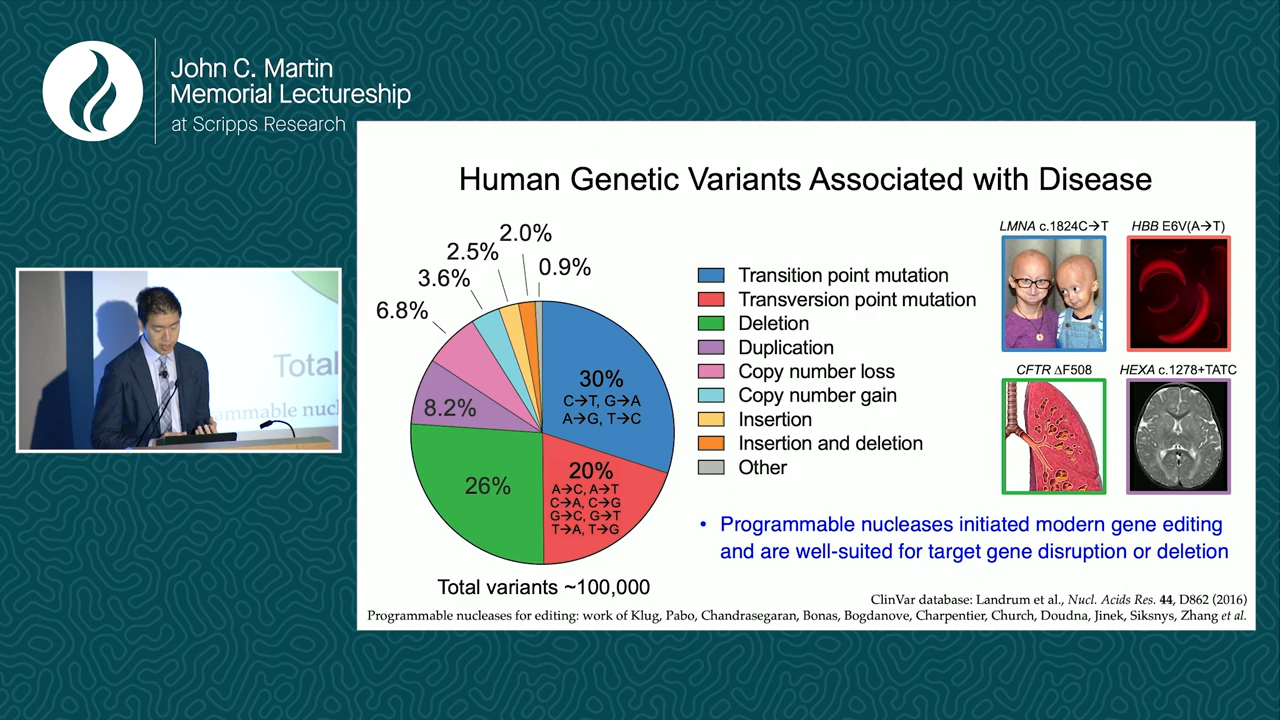 John C. Martin
Memorial Lectureship
at Scripps Research
Human Genetic Variants Associated with Disease
2.0%
2.5%
0.9%
3.6%
6.8%
8.2%
26%
30%
C→T, G→A
A→G, T→C
20%
A→C, A→T
C→A, C→G
G→C, G→T
T→A, T→G
Total variants ~100,000
Transition point mutation
Transversion point mutation
Deletion
Duplication
Copy number loss
Copy number gain
Insertion
Insertion and deletion
Other
LMNA c.1824C→T
HBB E6V(A→T)
CFTR ΔF508
HEXA c.1278+TATC
• Programmable nucleases initiated modern gene editing
and are well-suited for target gene disruption or deletion
ClinVar database: Landrum et al., Nucl. Acids Res. 44, D862 (2016)
Programmable nucleases for editing: work of Klug, Pabo, Chandrasegaran, Bonas, Bogdanove, Charpentier, Church, Doudna, Jinek, Siksnys, Zhang et al.
Total